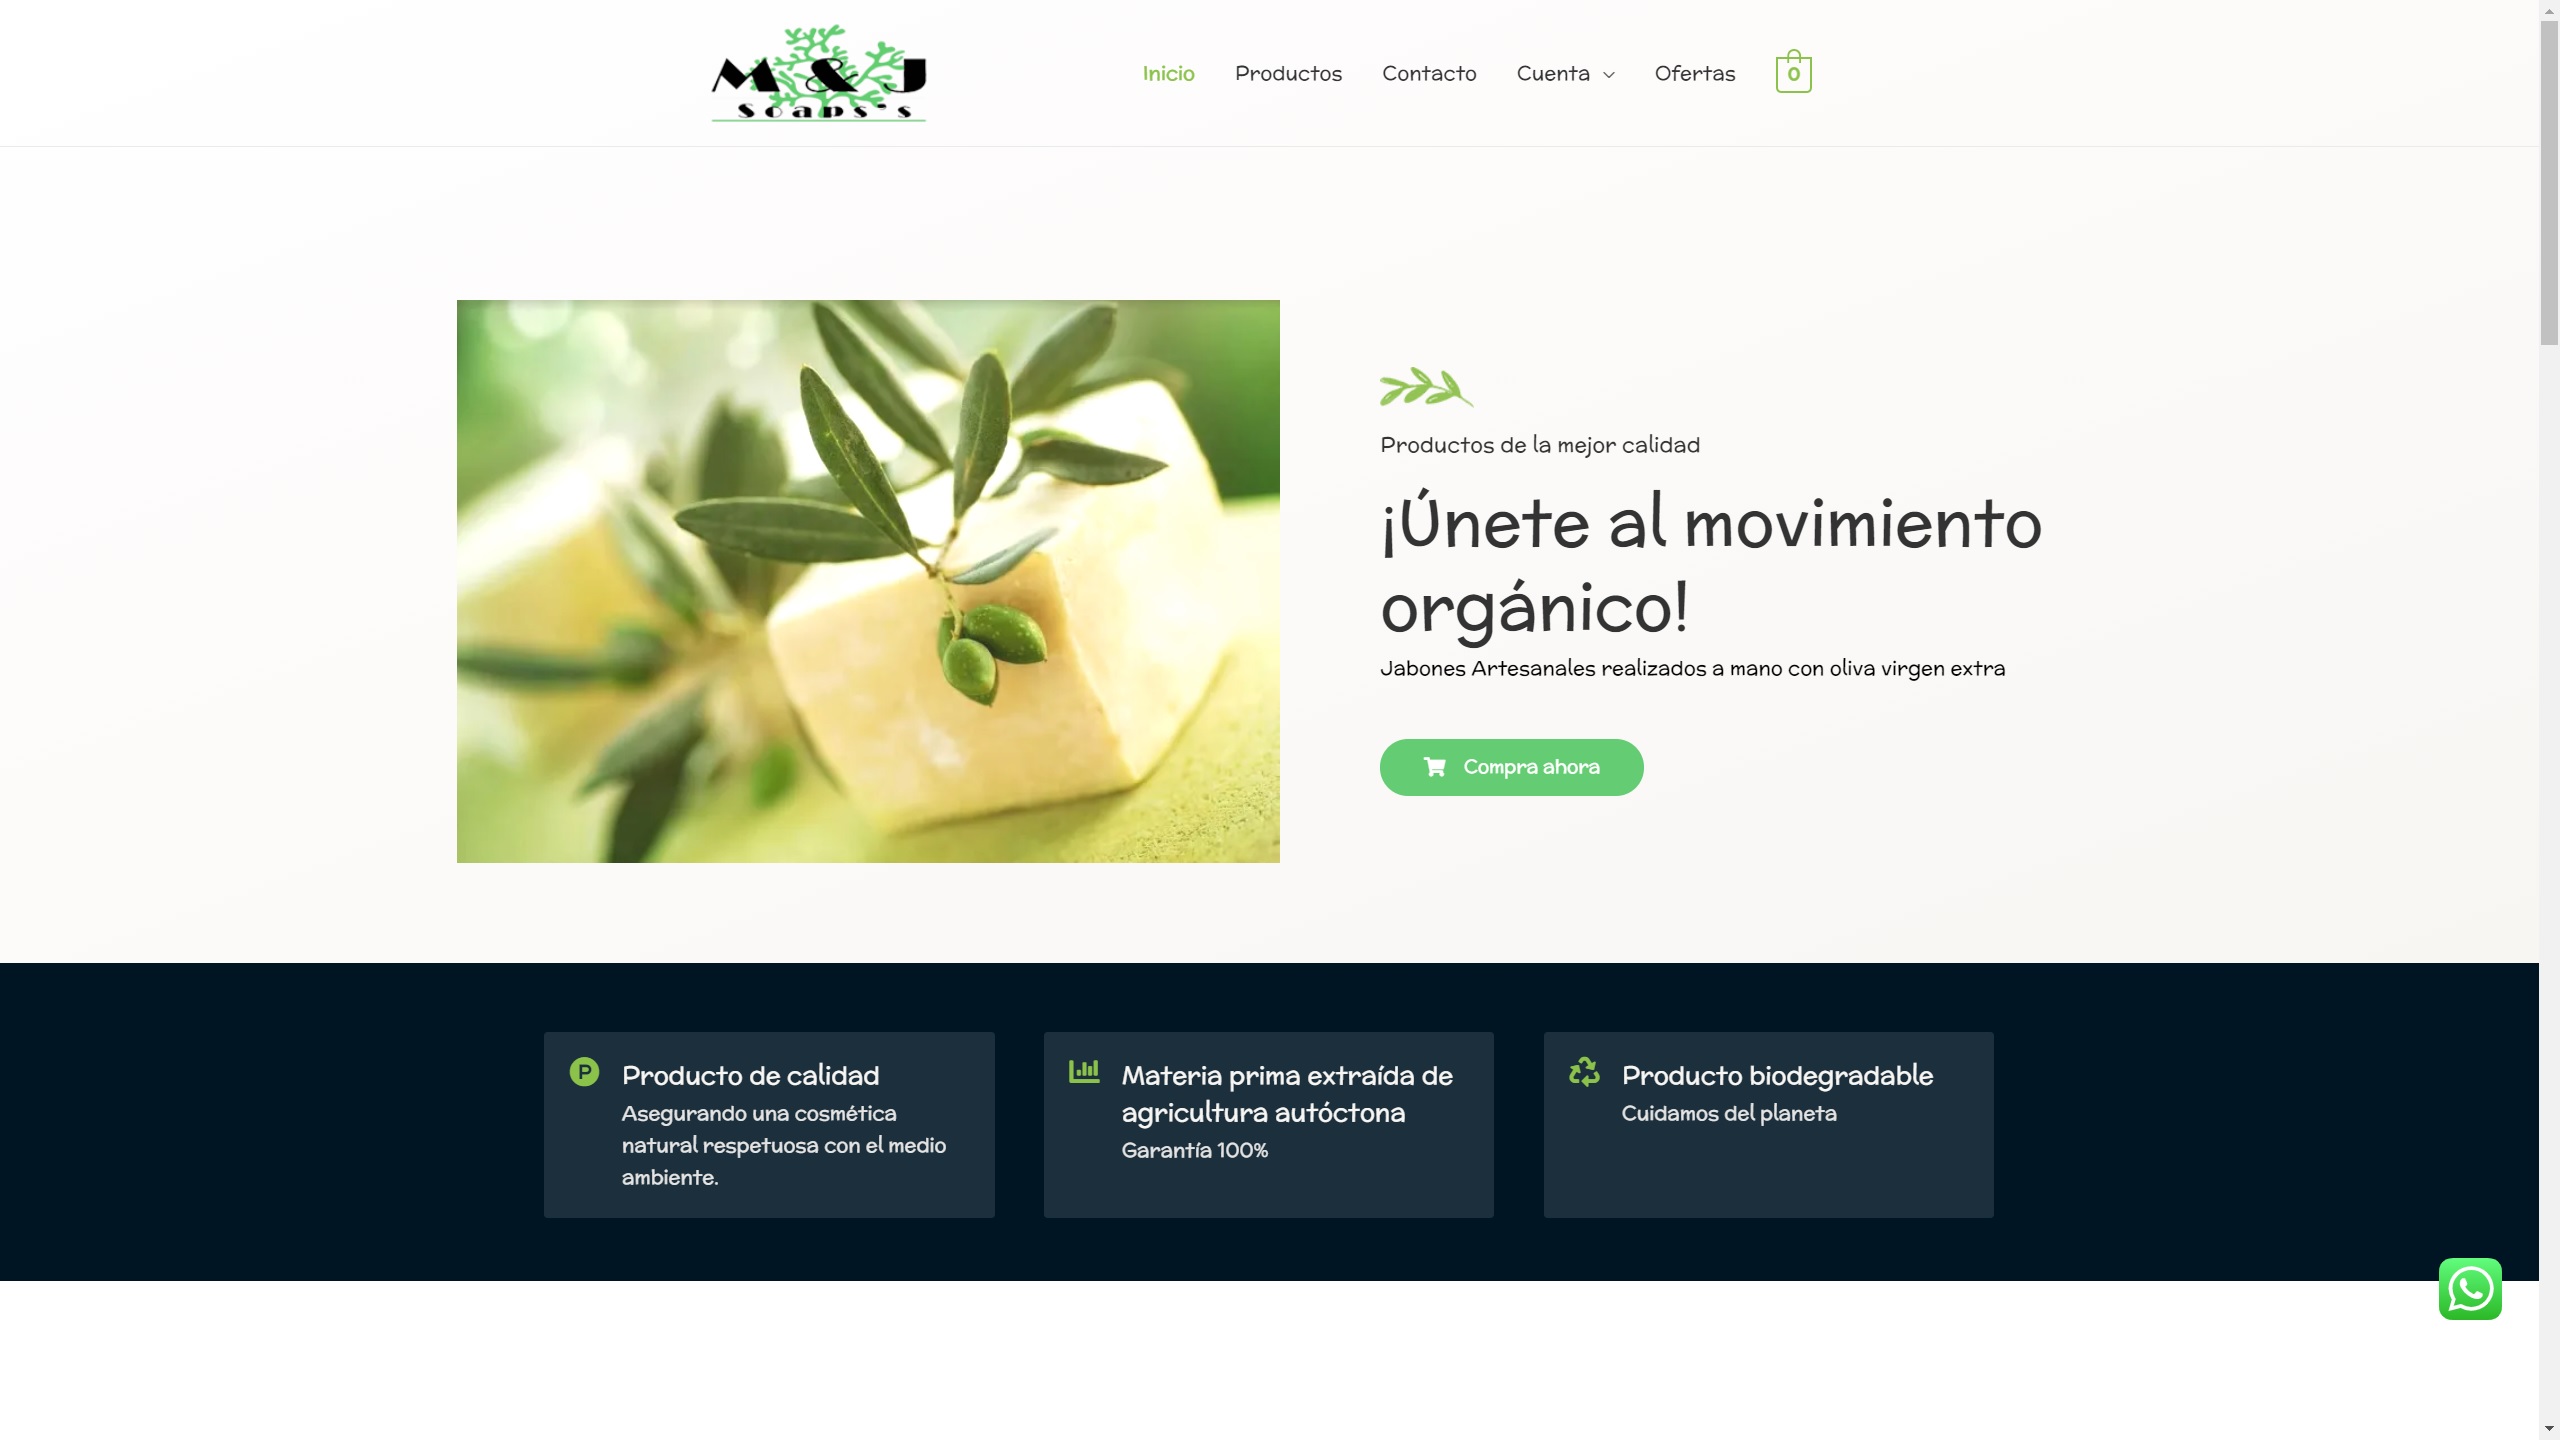 M & J
Soaps's
Inicio
Productos
Contacto
Cuenta
Ofertas
0
Productos de la mejor calidad
¡Únete al movimiento
orgánico!
Jabones Artesanales realizados a mano con oliva virgen extra
Compra ahora
P
Producto de calidad
Asegurando una cosmética
natural respetuosa con el medio
ambiente.
Materia prima extraída de
agricultura autóctona
Garantía 100%
Producto biodegradable
Cuidamos del planeta